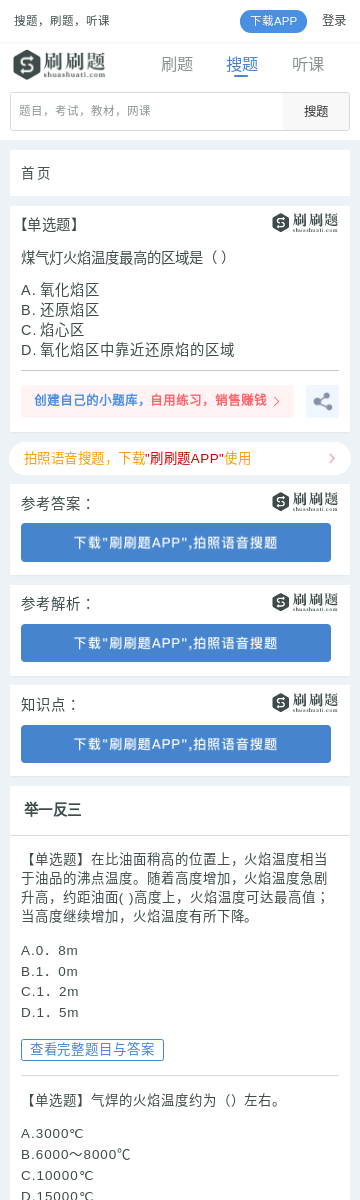 搜题，刷题，听课
下载APP
登录
刷刷题
shuashuati.com
刷题
搜题
听课
题目，考试，教材，网课
搜题
首页
【单选题】
刷刷题
shuashuati.com
煤气灯火焰温度最高的区域是（ ）
A. 氧化焰区
B. 还原焰区
C. 焰心区
D. 氧化焰区中靠近还原焰的区域
创建自己的小题库，自用练习，销售赚钱
拍照语音搜题，下载"刷刷题APP"使用
参考答案：
刷刷题
shuashuati.com
下载"刷刷题APP",拍照语音搜题
参考解析：
刷刷题
shuashuati.com
下载"刷刷题APP",拍照语音搜题
知识点：
刷刷题
shuashuati.com
下载"刷刷题APP",拍照语音搜题
举一反三
【单选题】在比油面稍高的位置上，火焰温度相当
于油品的沸点温度。随着高度增加，火焰温度急剧
升高，约距油面( )高度上，火焰温度可达最高值；
当高度继续增加，火焰温度有所下降。
A.0．8m
B.1．0m
C.1．2m
D.1．5m
查看完整题目与答案
【单选题】气焊的火焰温度约为（）左右。
A.3000℃
B.6000～8000℃
C.10000℃
D.15000℃